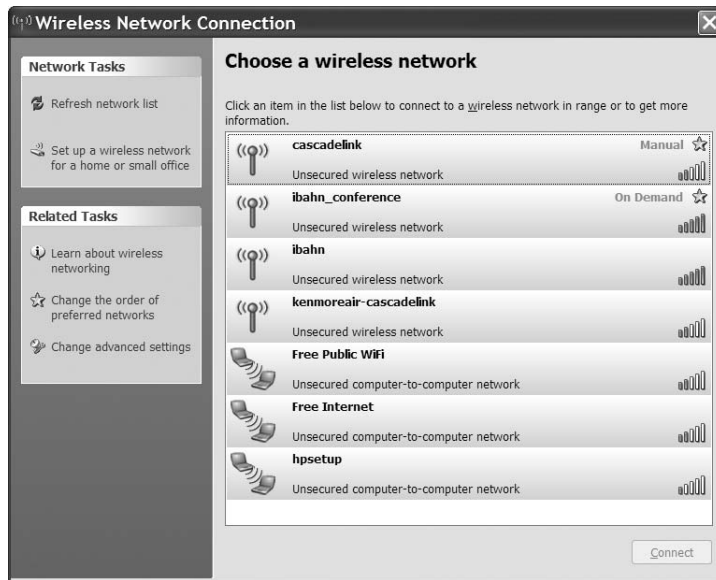 Wireless Network Connection
Network Tasks
Refresh network list
Set up a wireless network
for a home or small office
Related Tasks
Learn about wireless
networking
Change the order of
preferred networks
Change advanced settings
Choose a wireless network
Click an item in the list below to connect to a wireless network in range or to get more
information.
cascadelink Manual
Unsecured wireless network
ibahn_conference On Demand
Unsecured wireless network
ibahn
Unsecured wireless network
kenmoreair-cascadelink
Unsecured wireless network
Free Public WiFi
Unsecured computer-to-computer network
Free Internet
Unsecured computer-to-computer network
hpsetup
Unsecured computer-to-computer network
Connect